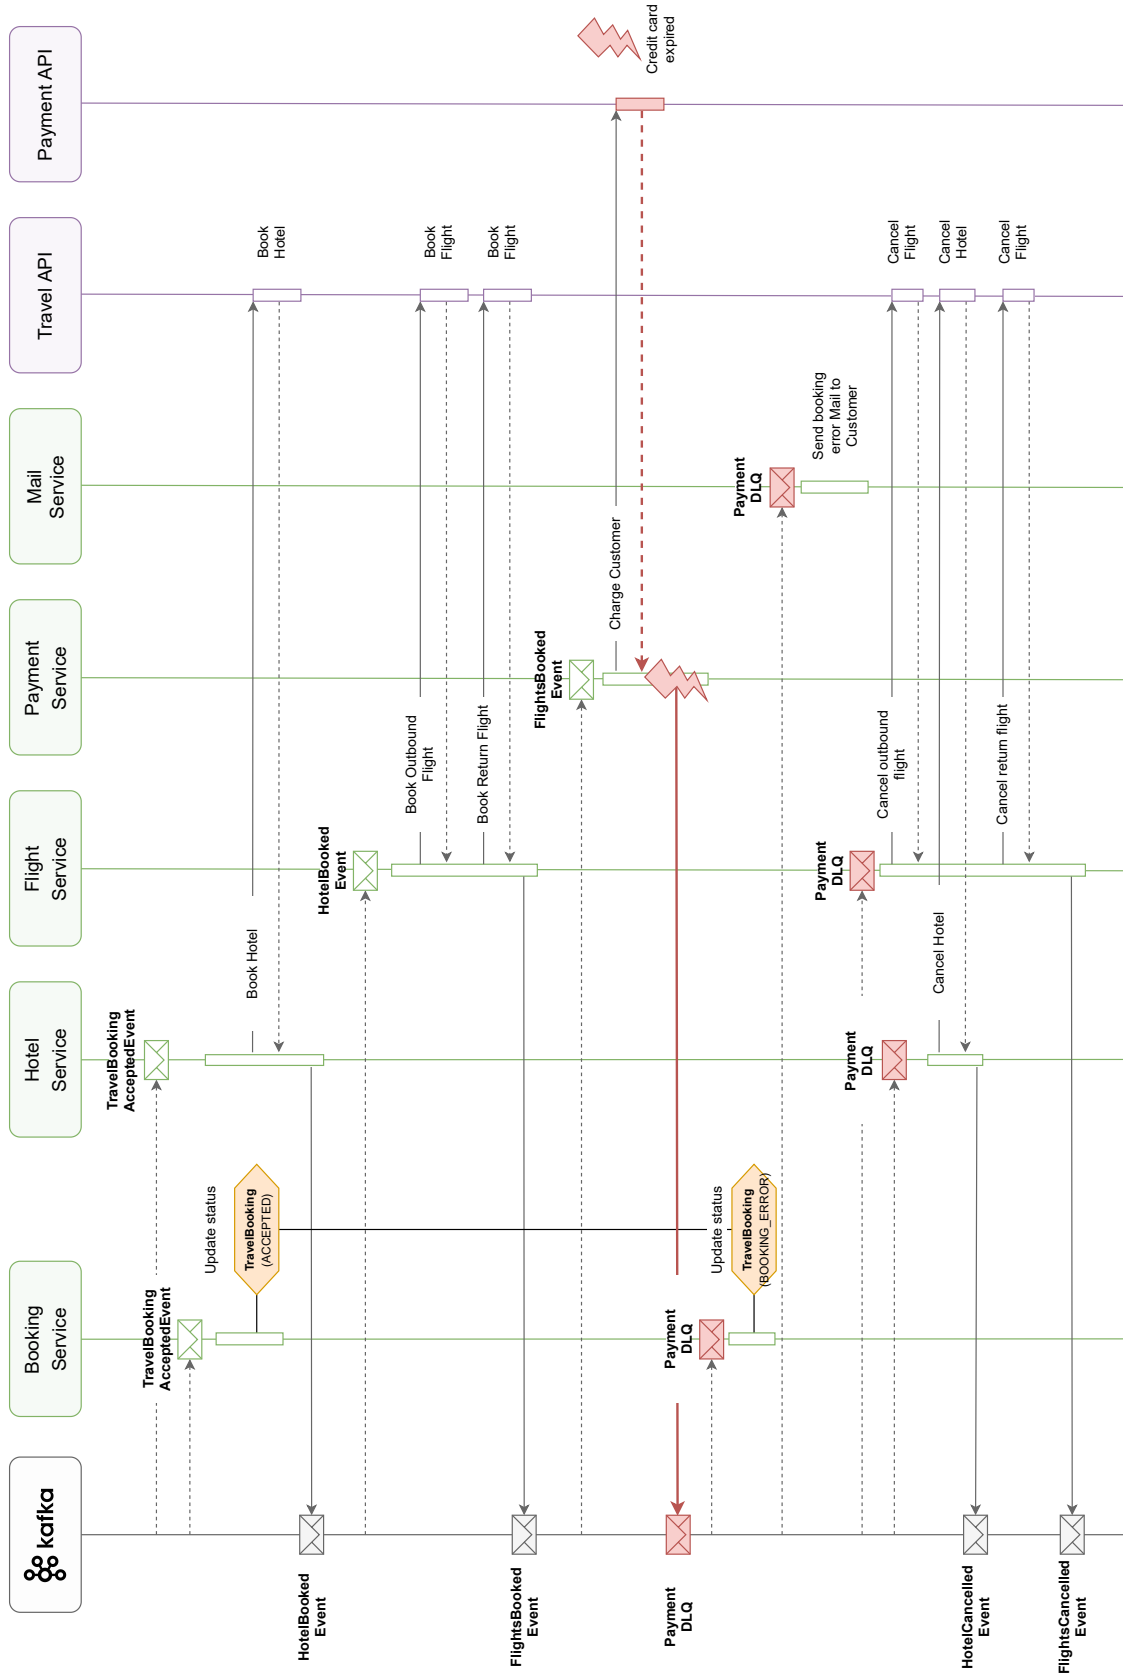 kafka
Booking
Service
Hotel
Service
Flight
Service
Payment
Service
Mail
Service
Travel API
Payment API
TravelBooking
AcceptedEvent
TravelBooking
AcceptedEvent
Update status
TravelBooking
(ACCEPTED)
Book Hotel
Book
Hotel
HotelBooked
Event
HotelBooked
Event
Book Outbound
Flight
Book
Flight
Book Return Flight
Book
Flight
FlightsBooked
Event
FlightsBooked
Event
Charge Customer
Credit card
expired
Payment
DLQ
Payment
DLQ
Update status
TravelBooking
(BOOKING_ERROR)
Payment
DLQ
Send booking
error Mail to
Customer
Payment
DLQ
Payment
DLQ
Cancel outbound
flight
Cancel
Flight
Cancel Hotel
Cancel
Hotel
Cancel return flight
Cancel
Flight
HotelCancelled
Event
FlightsCancelled
Event